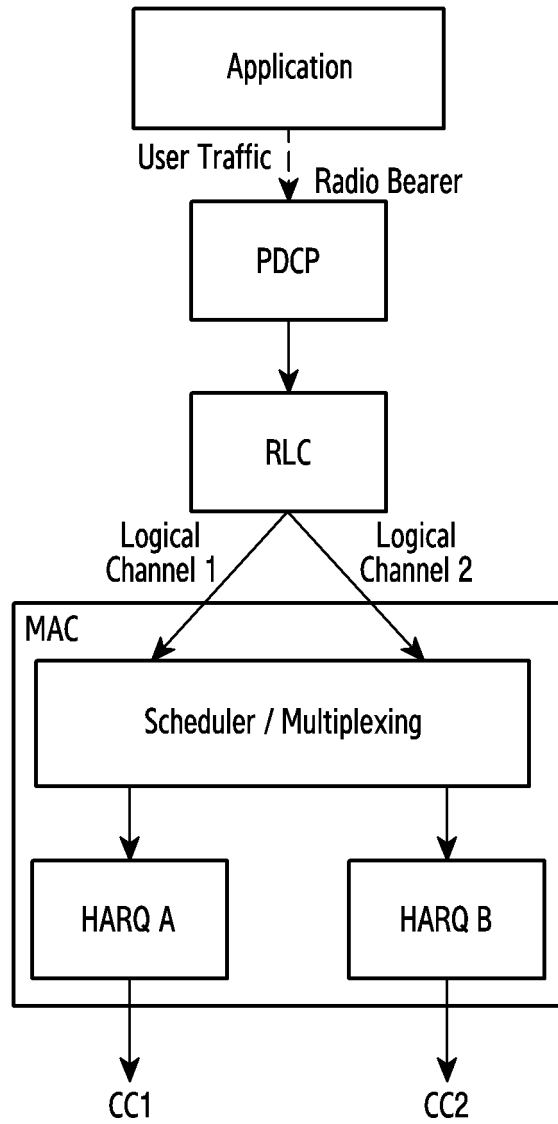 Application
User Traffic
Radio Bearer
PDCP
RLC
Logical
Channel 1
Logical
Channel 2
MAC
Scheduler / Multiplexing
HARQ A
HARQ B
CC1
CC2